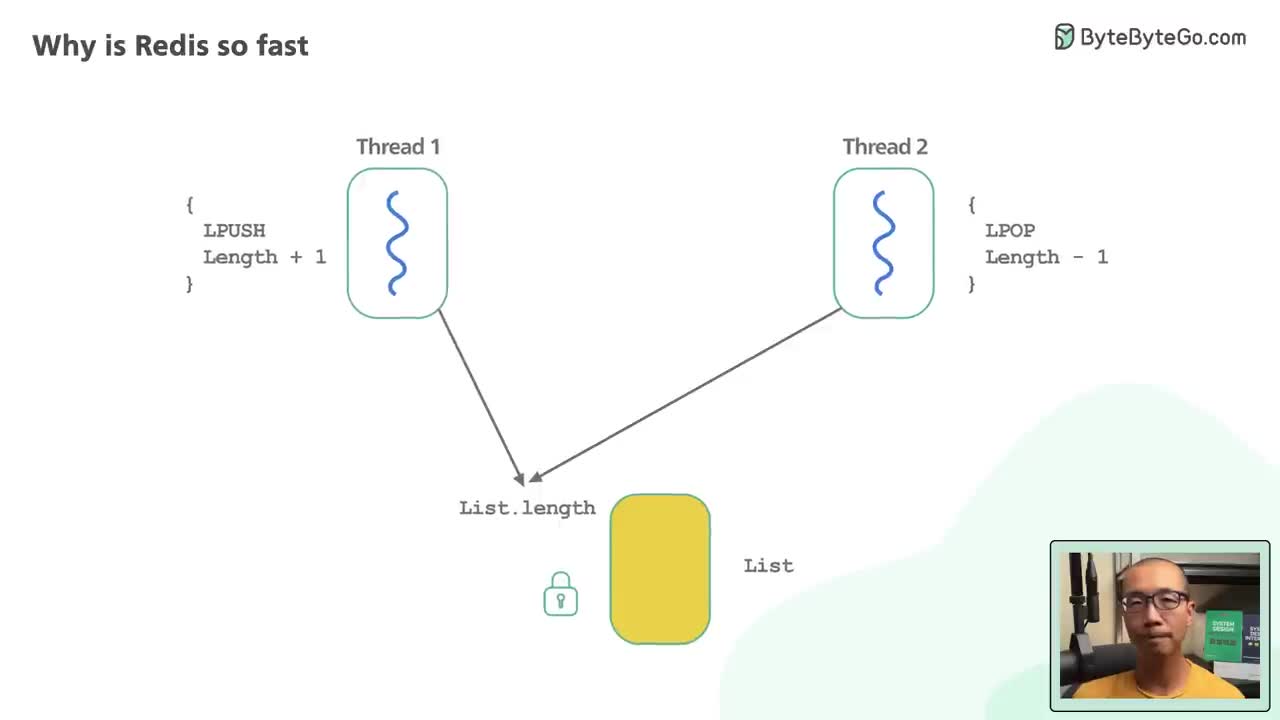 Why is Redis so fast
ByteByteGo.com
Thread 1
Thread 2
{
LPUSH
Length + 1
}
{
LPOP
Length - 1
}
List.length
List
SYSTEM
DESIGN